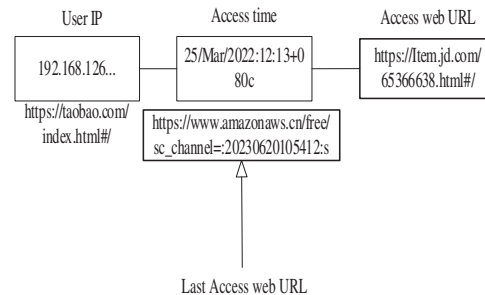 User IP
Access time
Access web URL
192.168.126...
25/Mar/2022:12:13+0
80c
https://Item.jd.com/
65366638.html#/
https://taobao.com/
index.html#/
https://www.amazonaws.cn/free/
sc_channel=:20230620105412:s
Last Access web URL